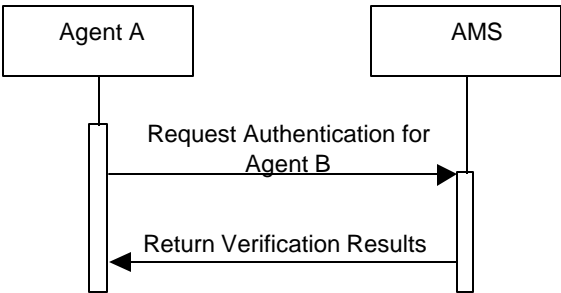 Agent A
AMS
Request Authentication for
Agent B
Return Verification Results